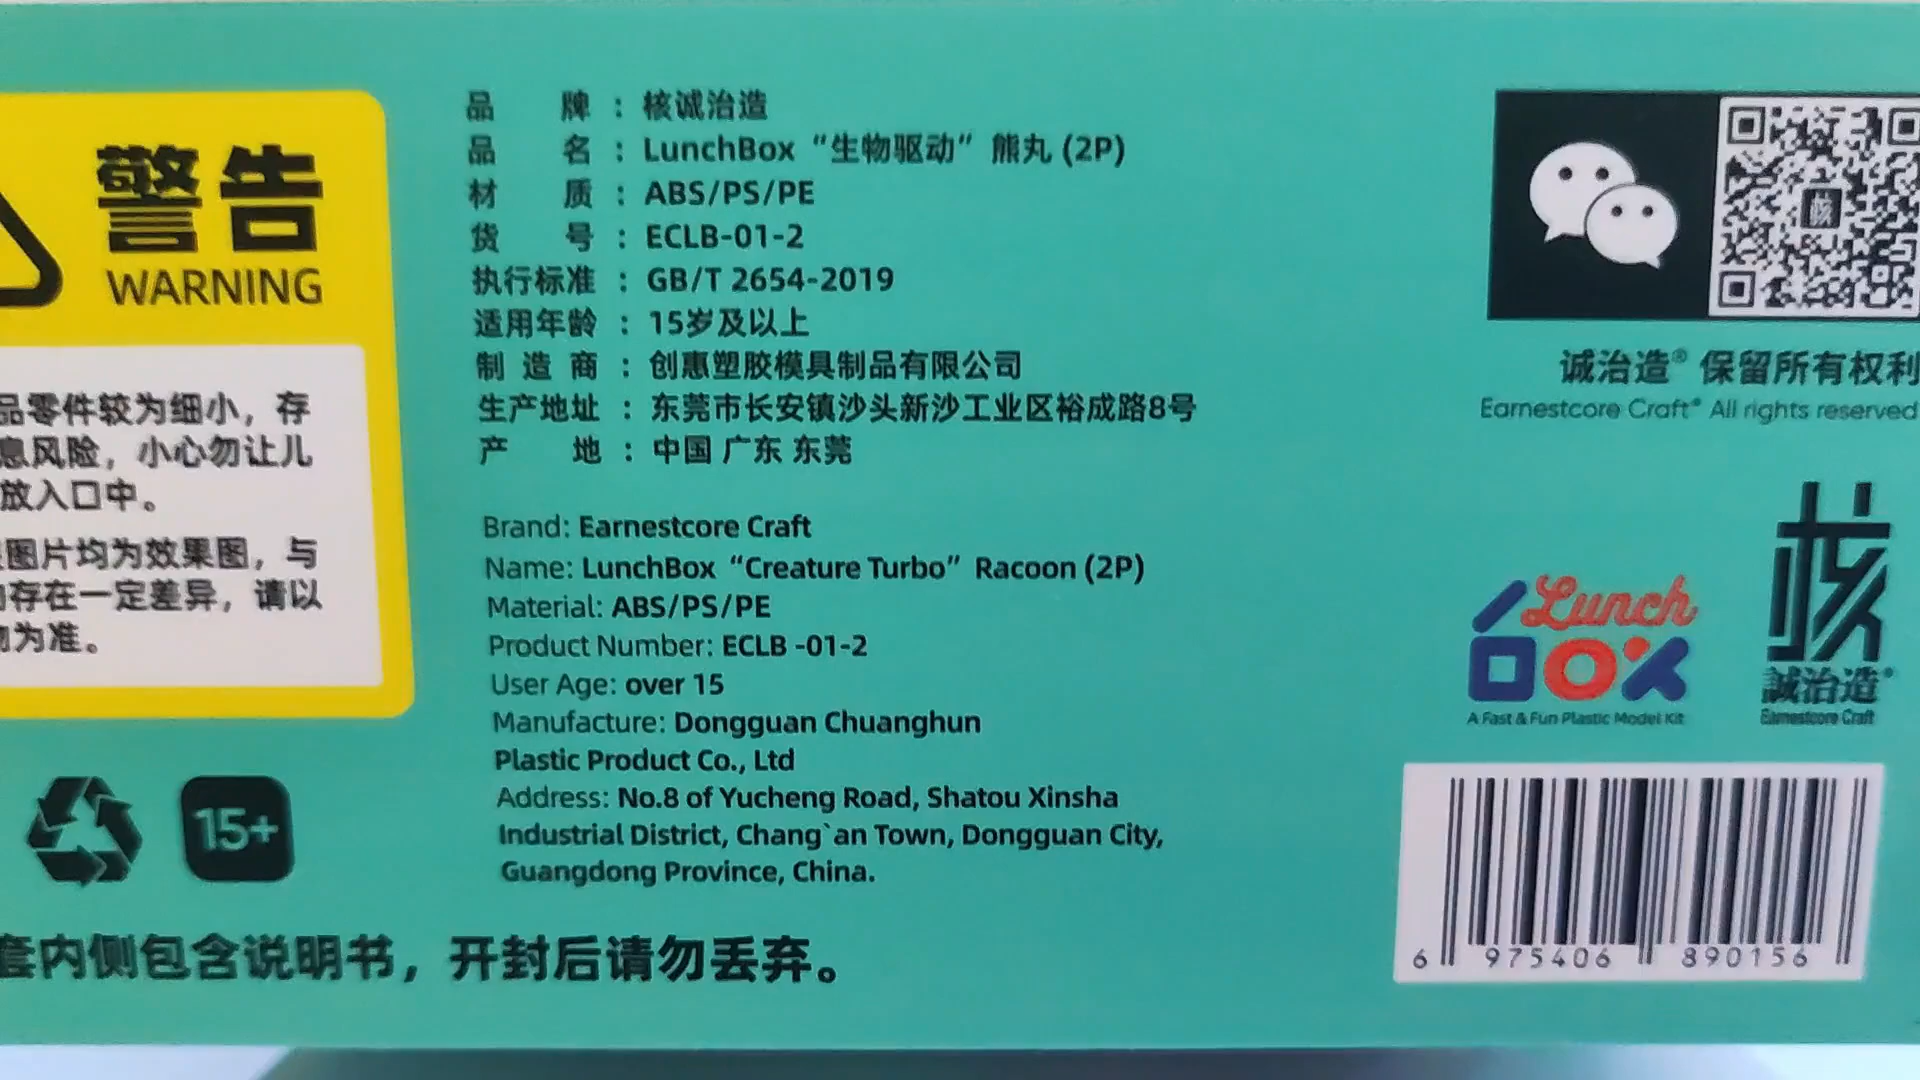 警告
WARNING
品零件较为细小，存
息风险，小心勿让儿
放入口中。
图片均为效果图，与
存在一定差异，请以
物为准。
15+
套内侧包含说明书，开封后请勿丢弃。
品 牌 : 核诚治造
品 名 : LunchBox “生物驱动” 熊丸 (2P)
材 质 : ABS/PS/PE
货 号 : ECLB-01-2
执行标准 : GB/T 2654-2019
适用年龄 : 15岁及以上
制 造 商 : 创惠塑胶模具制品有限公司
生产地址 : 东莞市长安镇沙头新沙工业区裕成路8号
产 地 : 中国 广东 东莞
Brand: Earnestcore Craft
Name: LunchBox “Creature Turbo” Racoon (2P)
Material: ABS/PS/PE
Product Number: ECLB -01-2
User Age: over 15
Manufacture: Dongguan Chuanghun
Plastic Product Co., Ltd
Address: No.8 of Yucheng Road, Shatou Xinsha
Industrial District, Chang`an Town, Dongguan City,
Guangdong Province, China.
核
诚治造® 保留所有权利
Earnestcore Craft® All rights reserved
Lunch
BOX
A Fast & Fun Plastic Model Kit
核
誠治造®
Earnestcore Craft
6 975406 890156